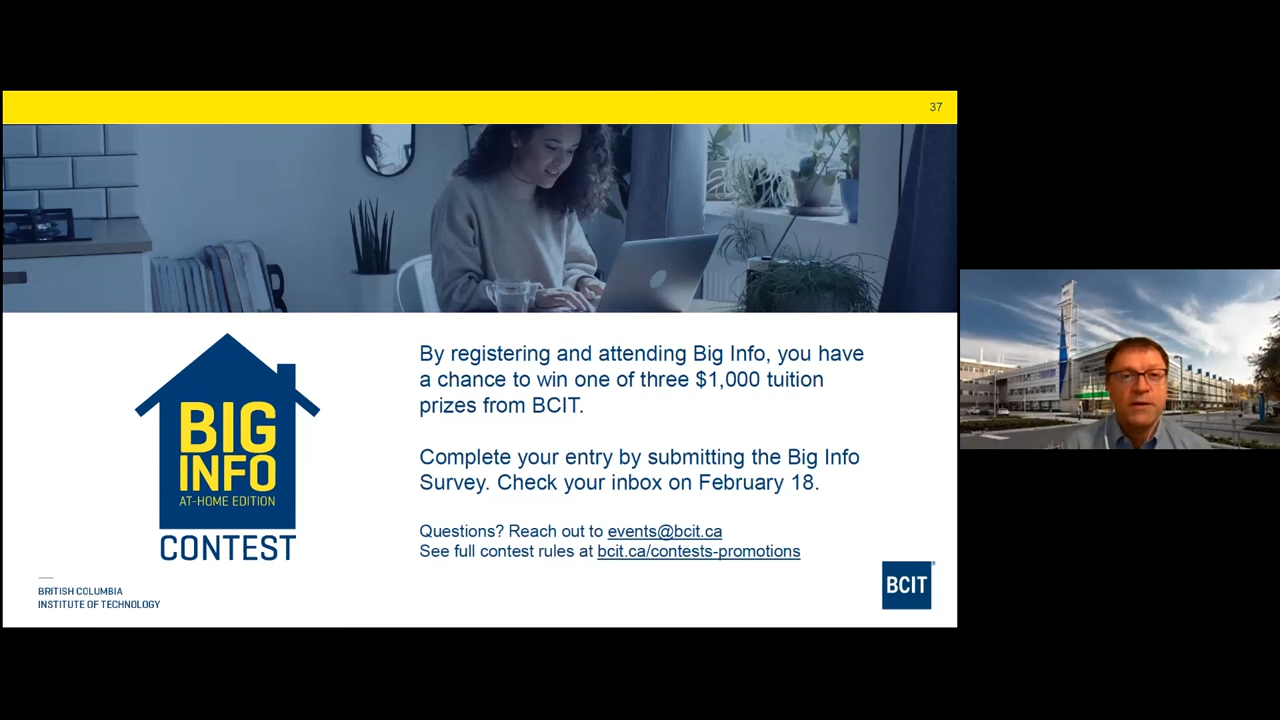 37
BIG
INFO
AT-HOME EDITION
CONTEST
By registering and attending Big Info, you have
a chance to win one of three $1,000 tuition
prizes from BCIT.
Complete your entry by submitting the Big Info
Survey. Check your inbox on February 18.
Questions? Reach out to events@bcit.ca
See full contest rules at bcit.ca/contests-promotions
BRITISH COLUMBIA
INSTITUTE OF TECHNOLOGY
BCIT